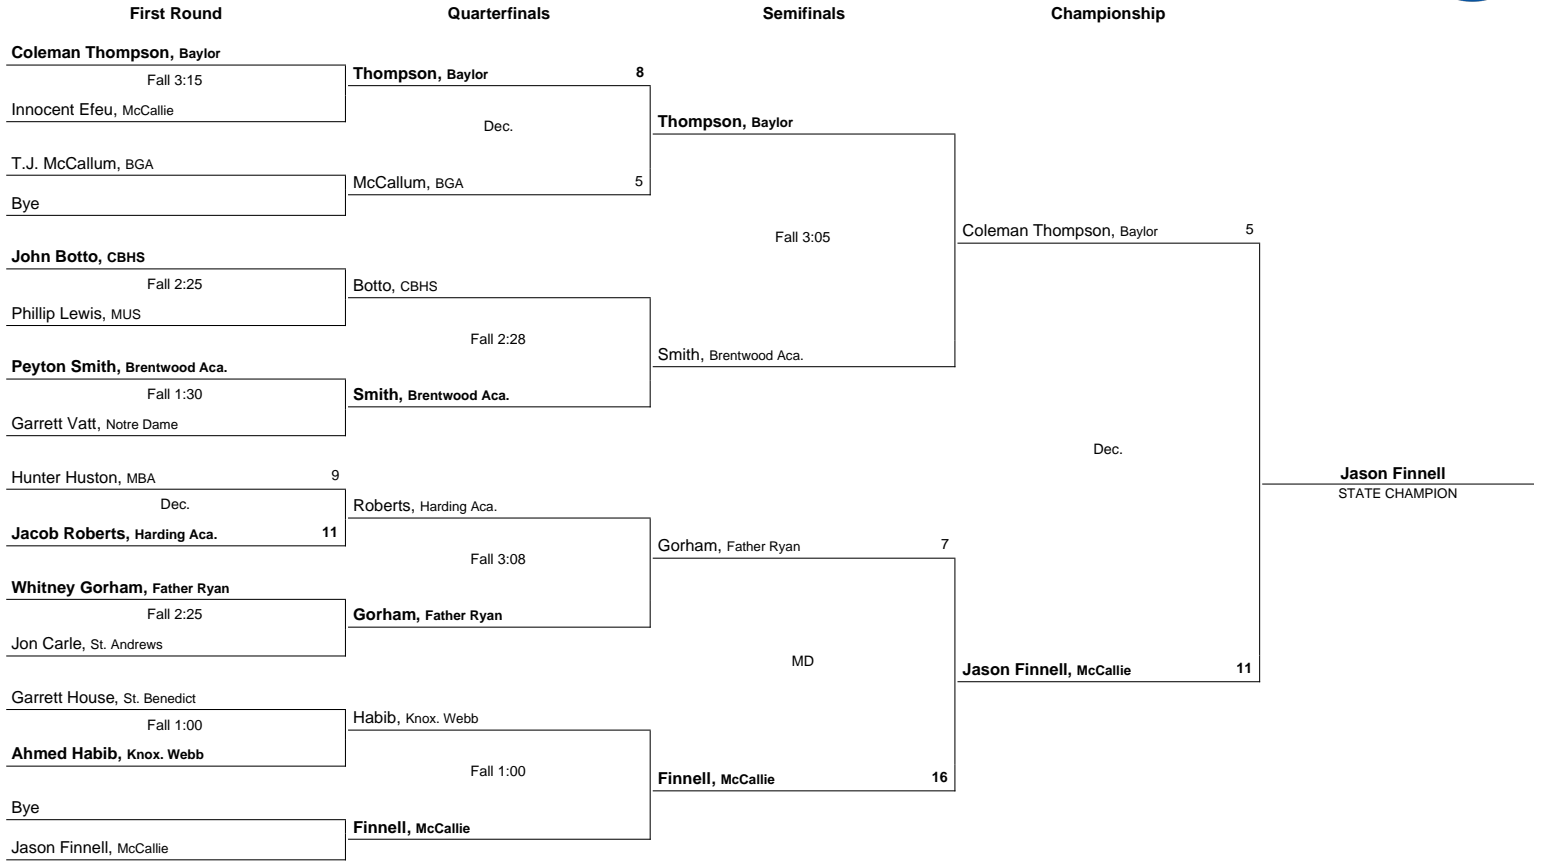 First Round
Quarterfinals
Semifinals
Championship
Coleman Thompson, Baylor
Fall 3:15
Innocent Efeu, McCallie
T.J. McCallum, BGA
Bye
John Botto, CBHS
Fall 2:25
Phillip Lewis, MUS
Peyton Smith, Brentwood Aca.
Fall 1:30
Garrett Vatt, Notre Dame
Hunter Huston, MBA 9
Dec.
Jacob Roberts, Harding Aca. 11
Whitney Gorham, Father Ryan
Fall 2:25
Jon Carle, St. Andrews
Garrett House, St. Benedict
Fall 1:00
Ahmed Habib, Knox. Webb
Bye
Jason Finnell, McCallie
Thompson, Baylor 8
Dec.
McCallum, BGA 5
Botto, CBHS
Fall 2:28
Smith, Brentwood Aca.
Roberts, Harding Aca.
Fall 3:08
Gorham, Father Ryan
Habib, Knox. Webb
Fall 1:00
Finnell, McCallie
Thompson, Baylor
Fall 3:05
Smith, Brentwood Aca.
Gorham, Father Ryan 7
MD
Finnell, McCallie 16
Coleman Thompson, Baylor 5
Dec.
Jason Finnell, McCallie 11
Jason Finnell
STATE CHAMPION